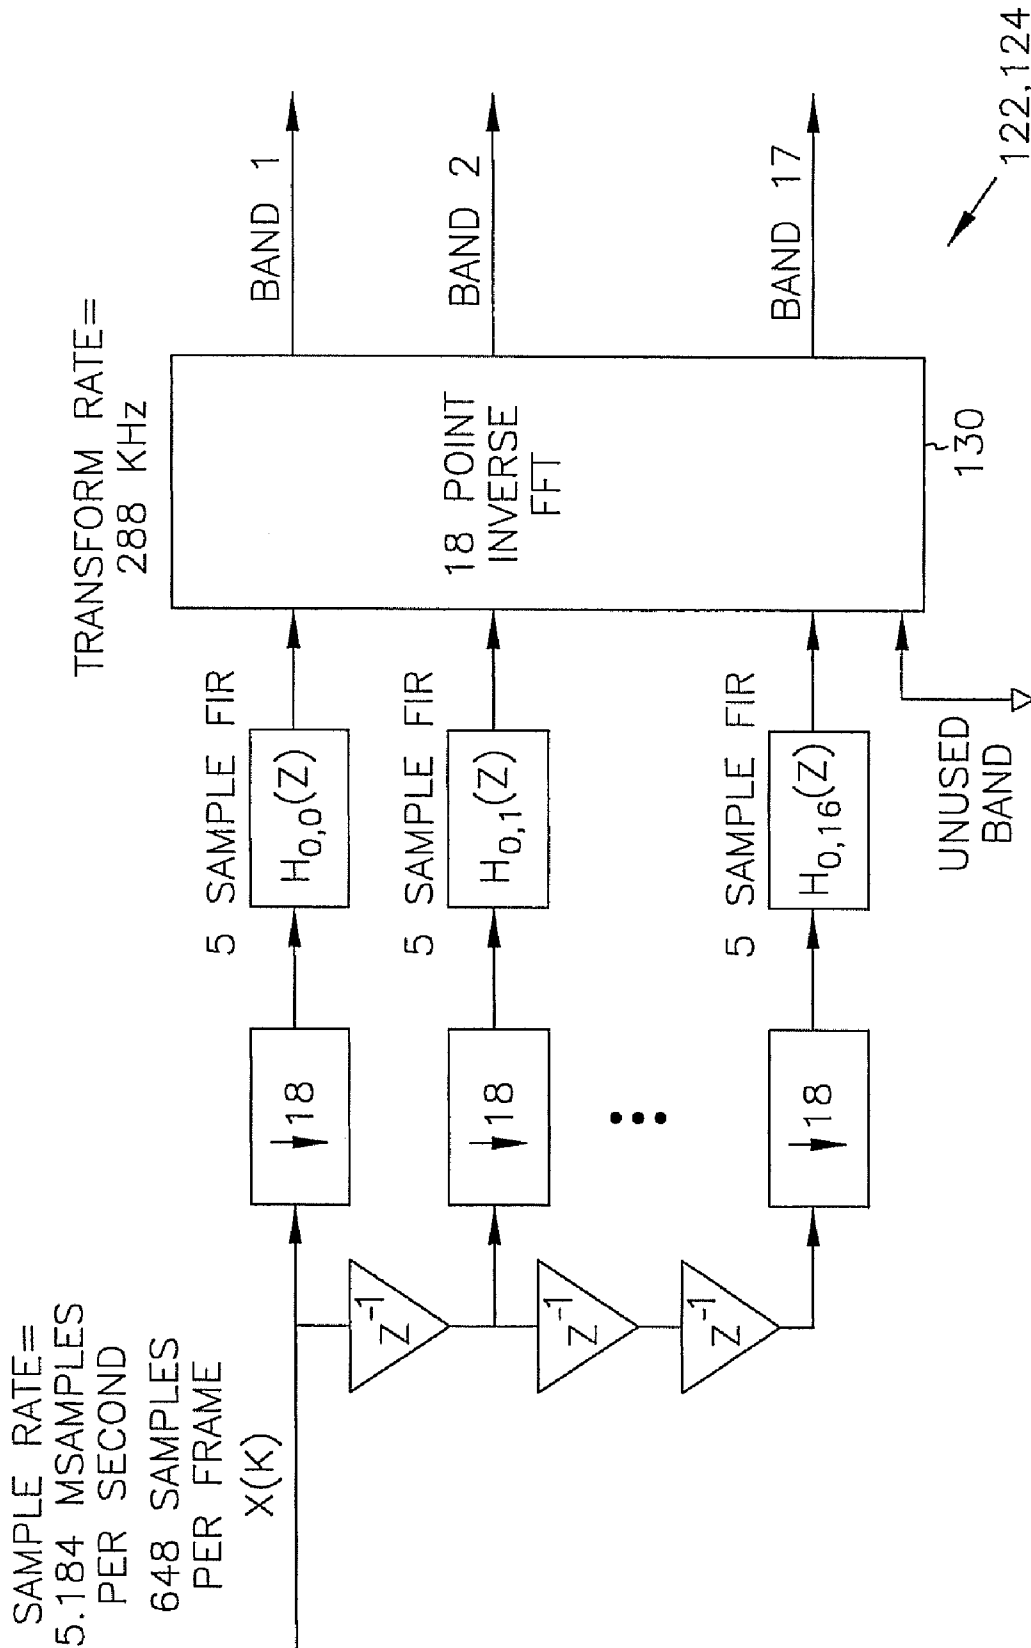 SAMPLE RATE=
5.184 MSAMPLES
PER SECOND
648 SAMPLES
PER FRAME
X(K)
Z-1
Z-1
Z-1
↓18
↓18
•••
↓18
5 SAMPLE FIR
H0,0(Z)
5 SAMPLE FIR
H0,1(Z)
5 SAMPLE FIR
H0,16(Z)
UNUSED
BAND
TRANSFORM RATE=
288 KHz
18 POINT
INVERSE
FFT
130
BAND 1
BAND 2
BAND 17
122,124